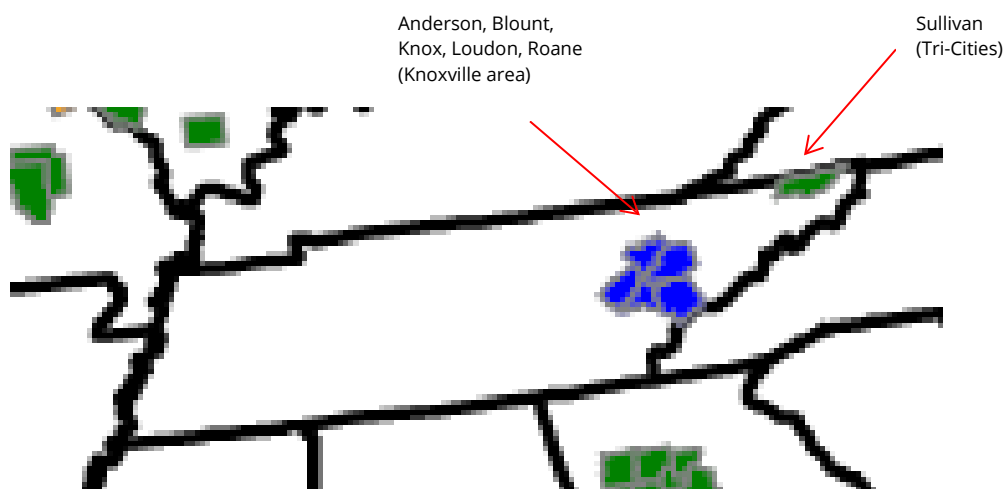 Anderson, Blount,
Knox, Loudon, Roane
(Knoxville area)
Sullivan
(Tri-Cities)